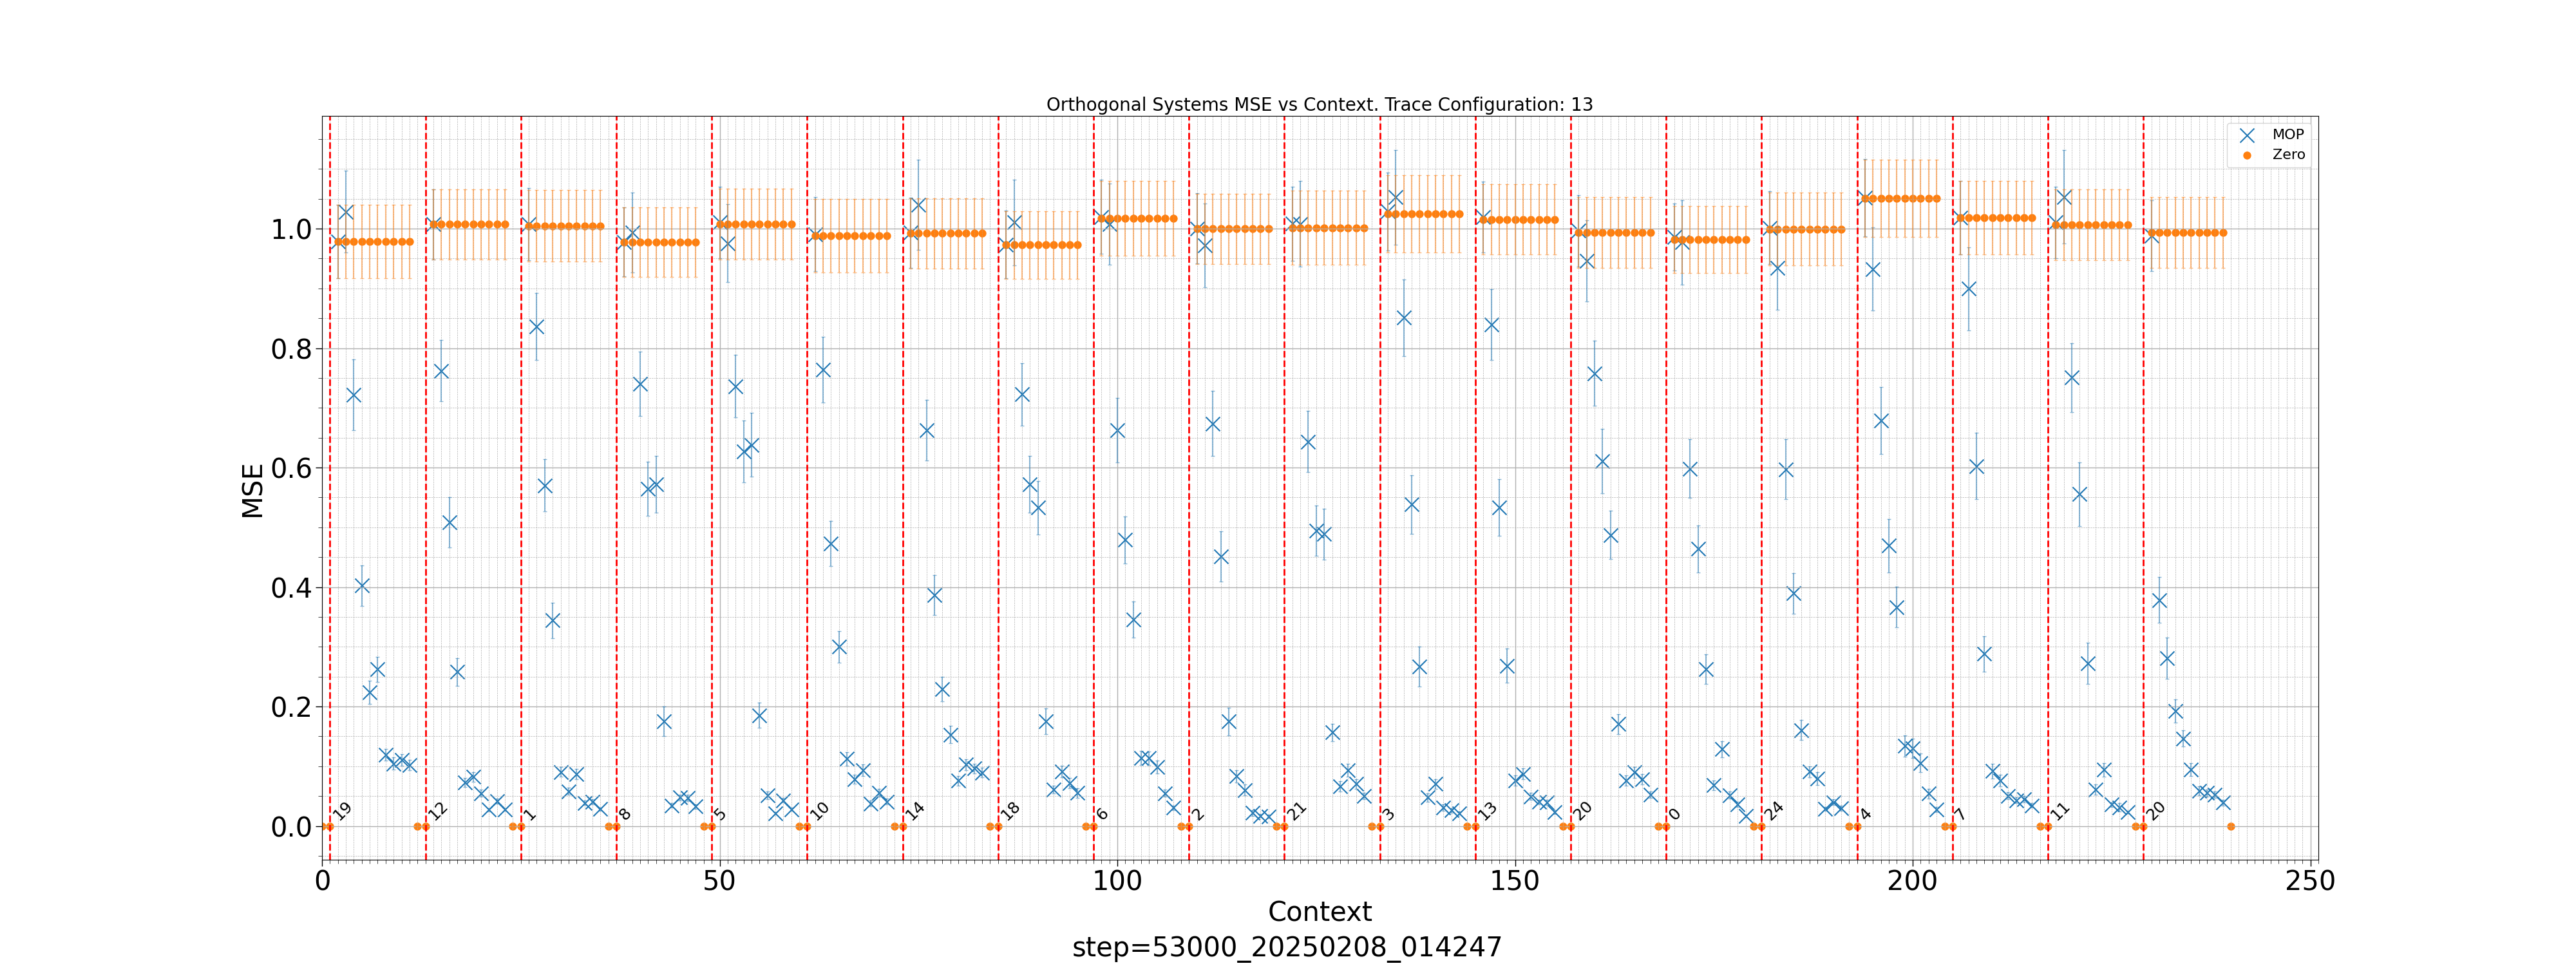 Orthogonal Systems MSE vs Context. Trace Configuration: 13
MOP
Zero
MSE
1.0
0.8
0.6
0.4
0.2
0.0
19 12 1 8 5 10 14 18 6 2 21 3 13 20 0 24 4 7 11 20
0 50 100 150 200 250
Context
step=53000_20250208_014247